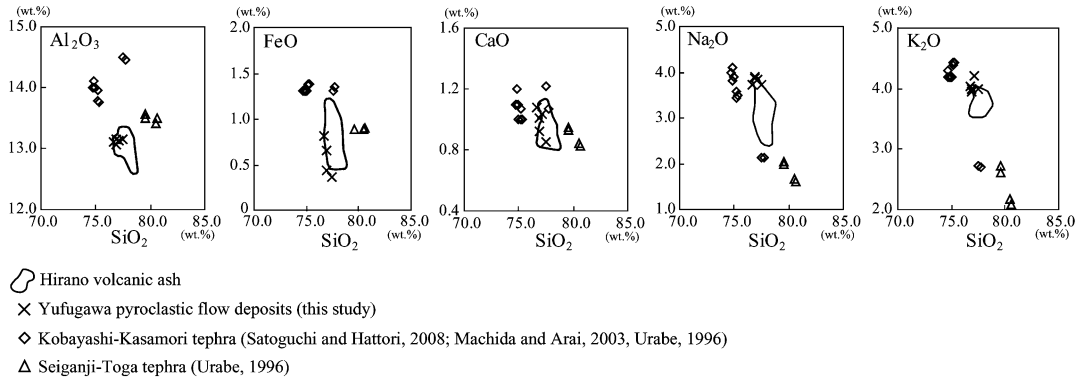 (wt.%) (wt.%) (wt.%) (wt.%) (wt.%)
15.0 2.0 1.6 5.0 5.0
Al2O3 FeO CaO Na2O K2O
14.0 1.5 1.2 4.0 4.0
1.0 3.0
13.0 0.5 0.8 2.0 3.0
12.0 0 0.4 1.0 2.0
70.0 75.0 80.0 85.0 70.0 75.0 80.0 85.0 70.0 75.0 80.0 85.0 70.0 75.0 80.0 85.0 70.0 75.0 80.0 85.0
SiO2 (wt.%) SiO2 (wt.%) SiO2 (wt.%) SiO2 (wt.%) SiO2 (wt.%)
Hirano volcanic ash
Yufugawa pyroclastic flow deposits (this study)
Kobayashi-Kasamori tephra (Satoguchi and Hattori, 2008; Machida and Arai, 2003, Urabe, 1996)
Seiganji-Toga tephra (Urabe, 1996)